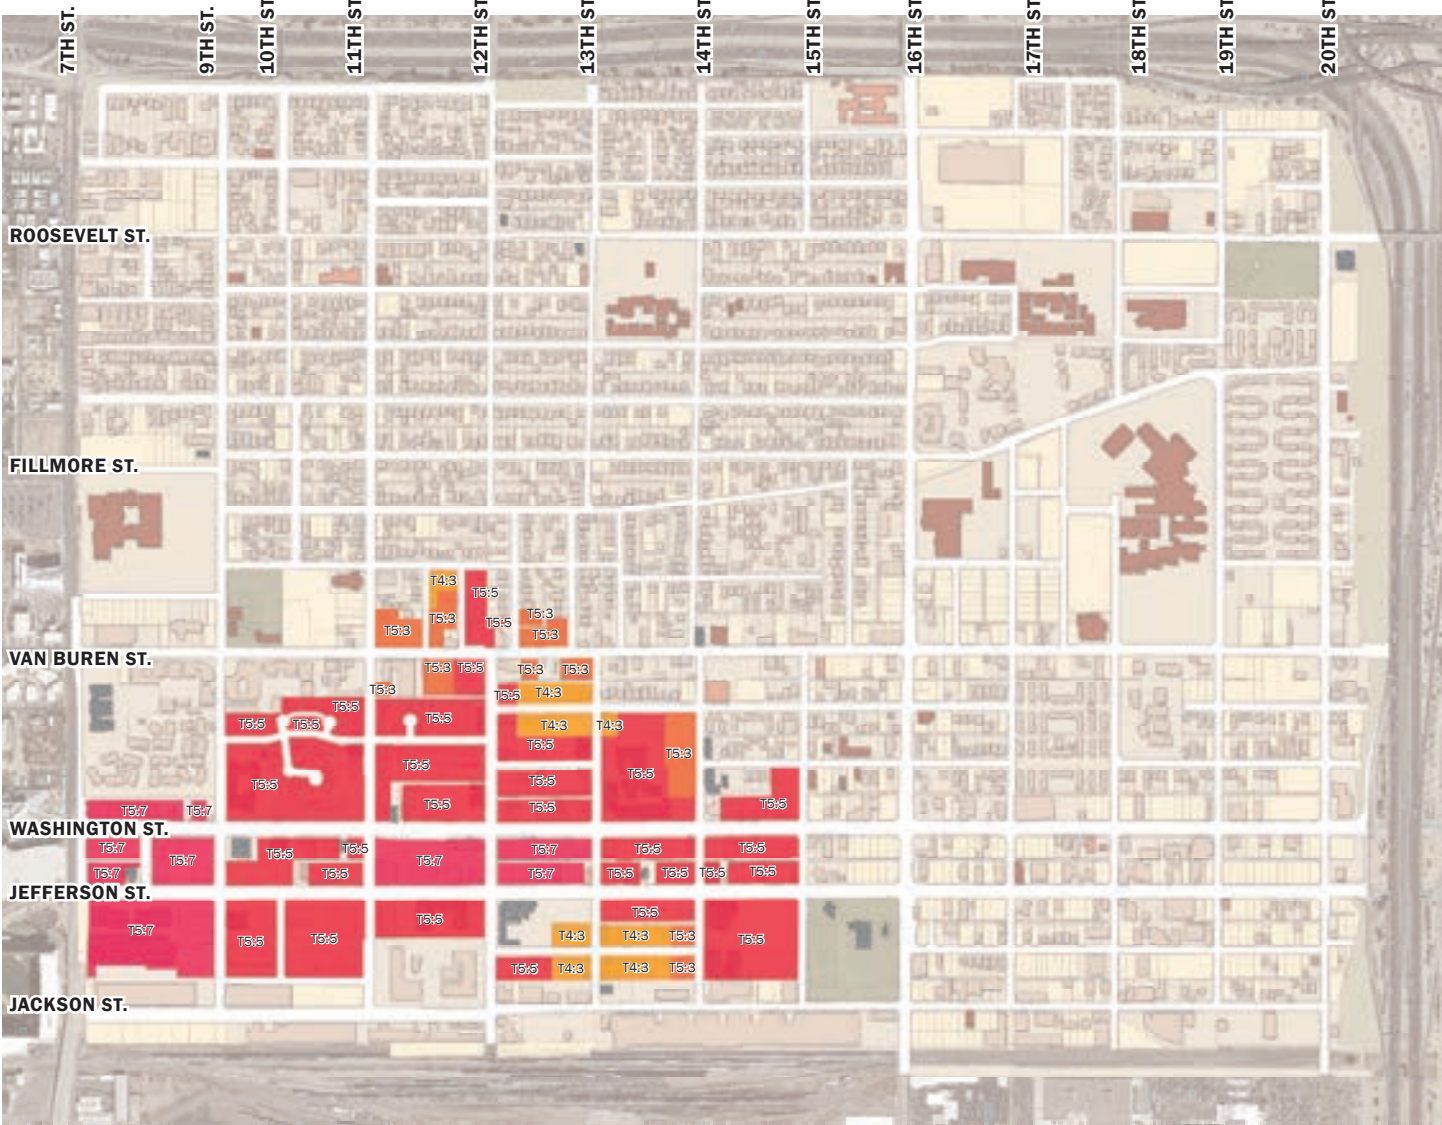 7TH ST.
9TH ST.
10TH ST
11TH ST
12TH ST
13TH ST
14TH ST
15TH ST
16TH ST
17TH ST
18TH ST
19TH ST
20TH ST
ROOSEVELT ST.
FILLMORE ST.
T4:3
T5:5
T5:3
T5:3
T5:5
T5:3
T5:3
VAN BUREN ST.
T5:3
T5:5
T5:3
T5:3
T5:3
T5:5
T4:3
T5:5
T5:5
T5:5
T5:5
T4:3
T4:3
T5:5
T5:3
T5:5
T5:5
T5:5
T5:5
T5:5
T5:5
T5:5
T5:7
T5:7
WASHINGTON ST.
T5:7
T5:7
T5:7
T5:5
T5:5
T5:5
T5:7
T5:7
T5:7
T5:5
T5:5
T5:5
T5:5
T5:5
T5:5
JEFFERSON ST.
T5:7
T5:5
T5:5
T5:5
T5:5
T4:3
T4:3
T5:3
T5:5
T5:5
T4:3
T4:3
T5:3
JACKSON ST.